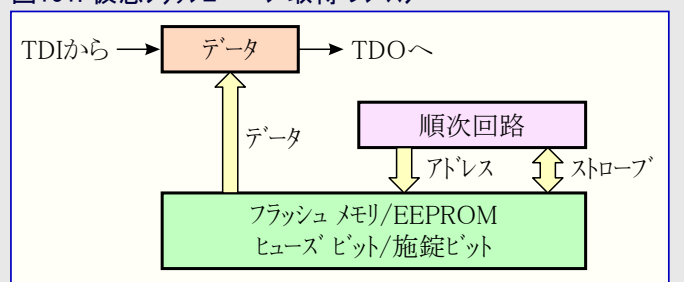 TDIから
データ
TDOへ
データ
順次回路
アドレス
ストローブ
フラッシュ メモリ/EEPROM
ヒューズ ビット/施錠ビット